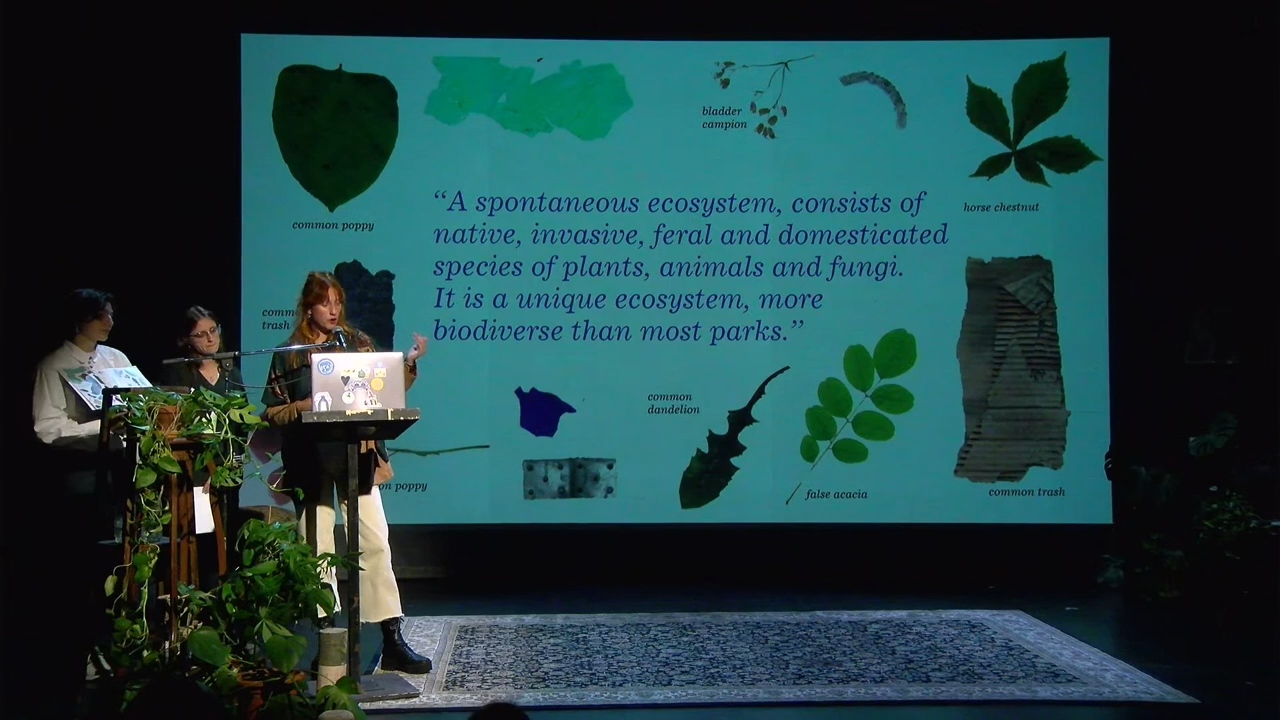 bladder
campion
common poppy
horse chestnut
“A spontaneous ecosystem, consists of
native, invasive, feral and domesticated
species of plants, animals and fungi.
It is a unique ecosystem, more
biodiverse than most parks.”
trash
common
dandelion
poppy
false acacia
common trash